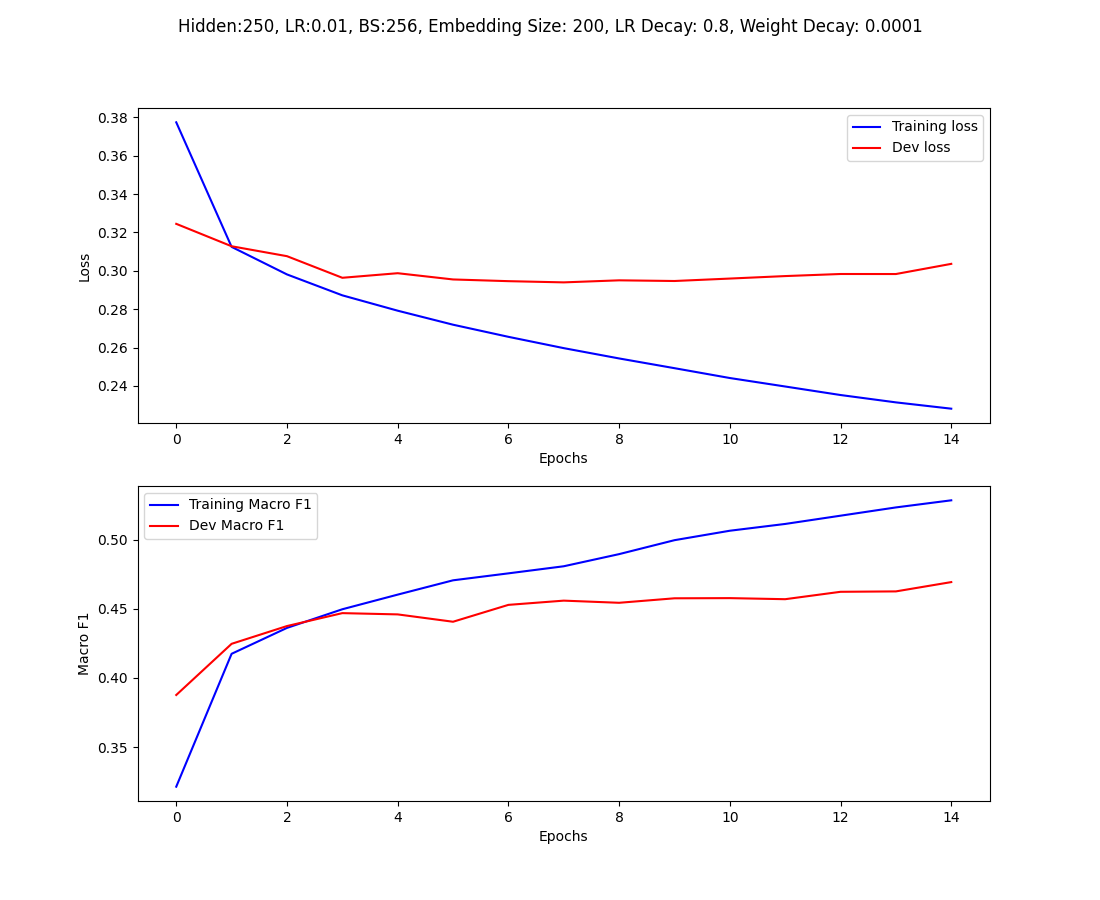 Hidden:250, LR:0.01, BS:256, Embedding Size: 200, LR Decay: 0.8, Weight Decay: 0.0001
0.38
0.36
0.34
0.32
0.30
0.28
0.26
0.24
Loss
Training loss
Dev loss
0 2 4 6 8 10 12 14
Epochs
Training Macro F1
Dev Macro F1
0.50
0.45
0.40
0.35
Macro F1
0 2 4 6 8 10 12 14
Epochs